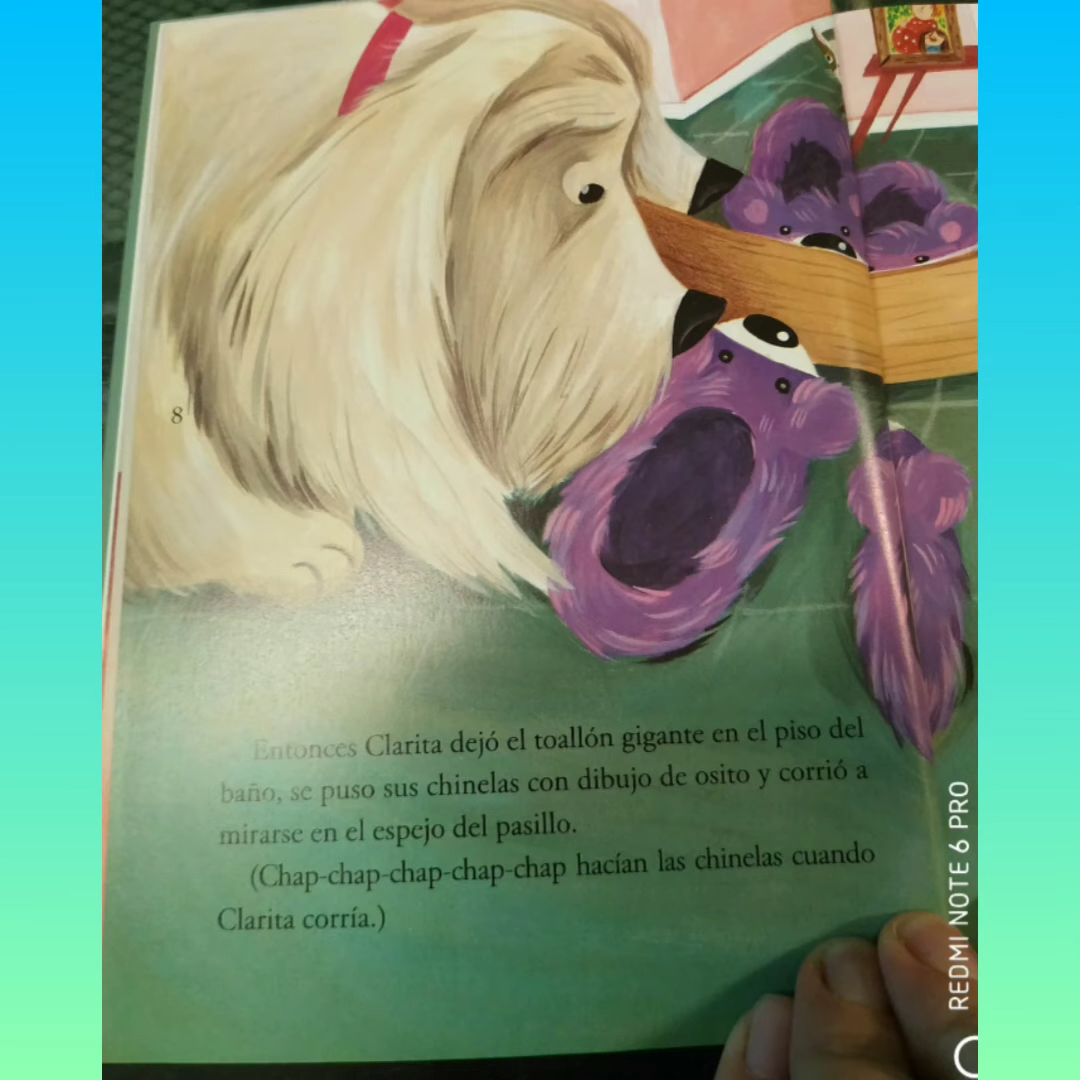 8
Entonces Clarita dejó el toallón gigante en el piso del
baño, se puso sus chinelas con dibujo de osito y corrió a
mirarse en el espejo del pasillo.
(Chap-chap-chap-chap-chap hacían las chinelas cuando
Clarita corría.)
REDMI NOTE 6 PRO